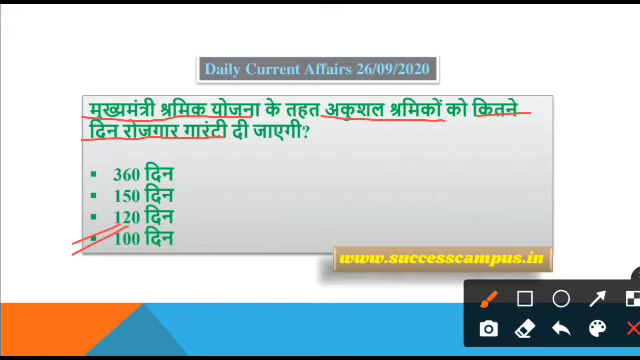 Daily Current Affairs 26/09/2020
मुख्यमंत्री श्रमिक योजना के तहत अकुशल श्रमिकों को कितने
दिन रोजगार गारंटी दी जाएगी?
▪ 360 दिन
▪ 150 दिन
▪ 120 दिन
▪ 100 दिन
www.successcampus.in